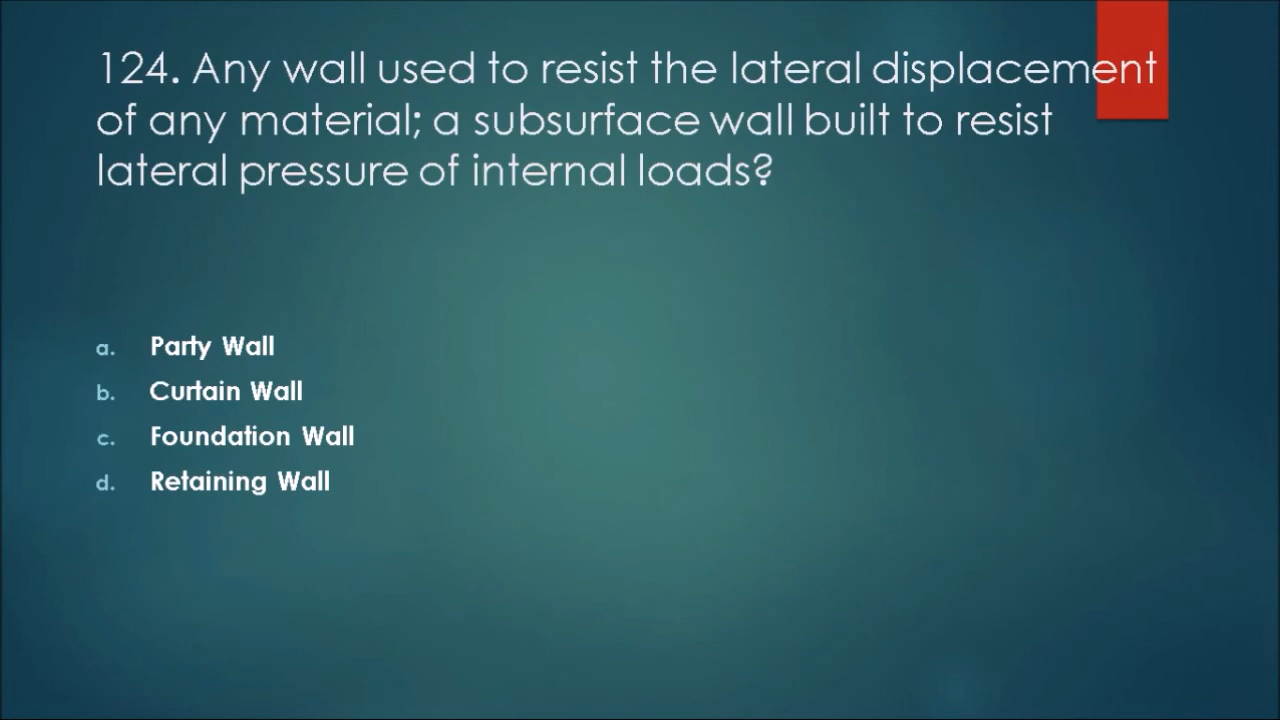 124. Any wall used to resist the lateral displacement
of any material; a subsurface wall built to resist
lateral pressure of internal loads?
a. Party Wall
b. Curtain Wall
c. Foundation Wall
d. Retaining Wall